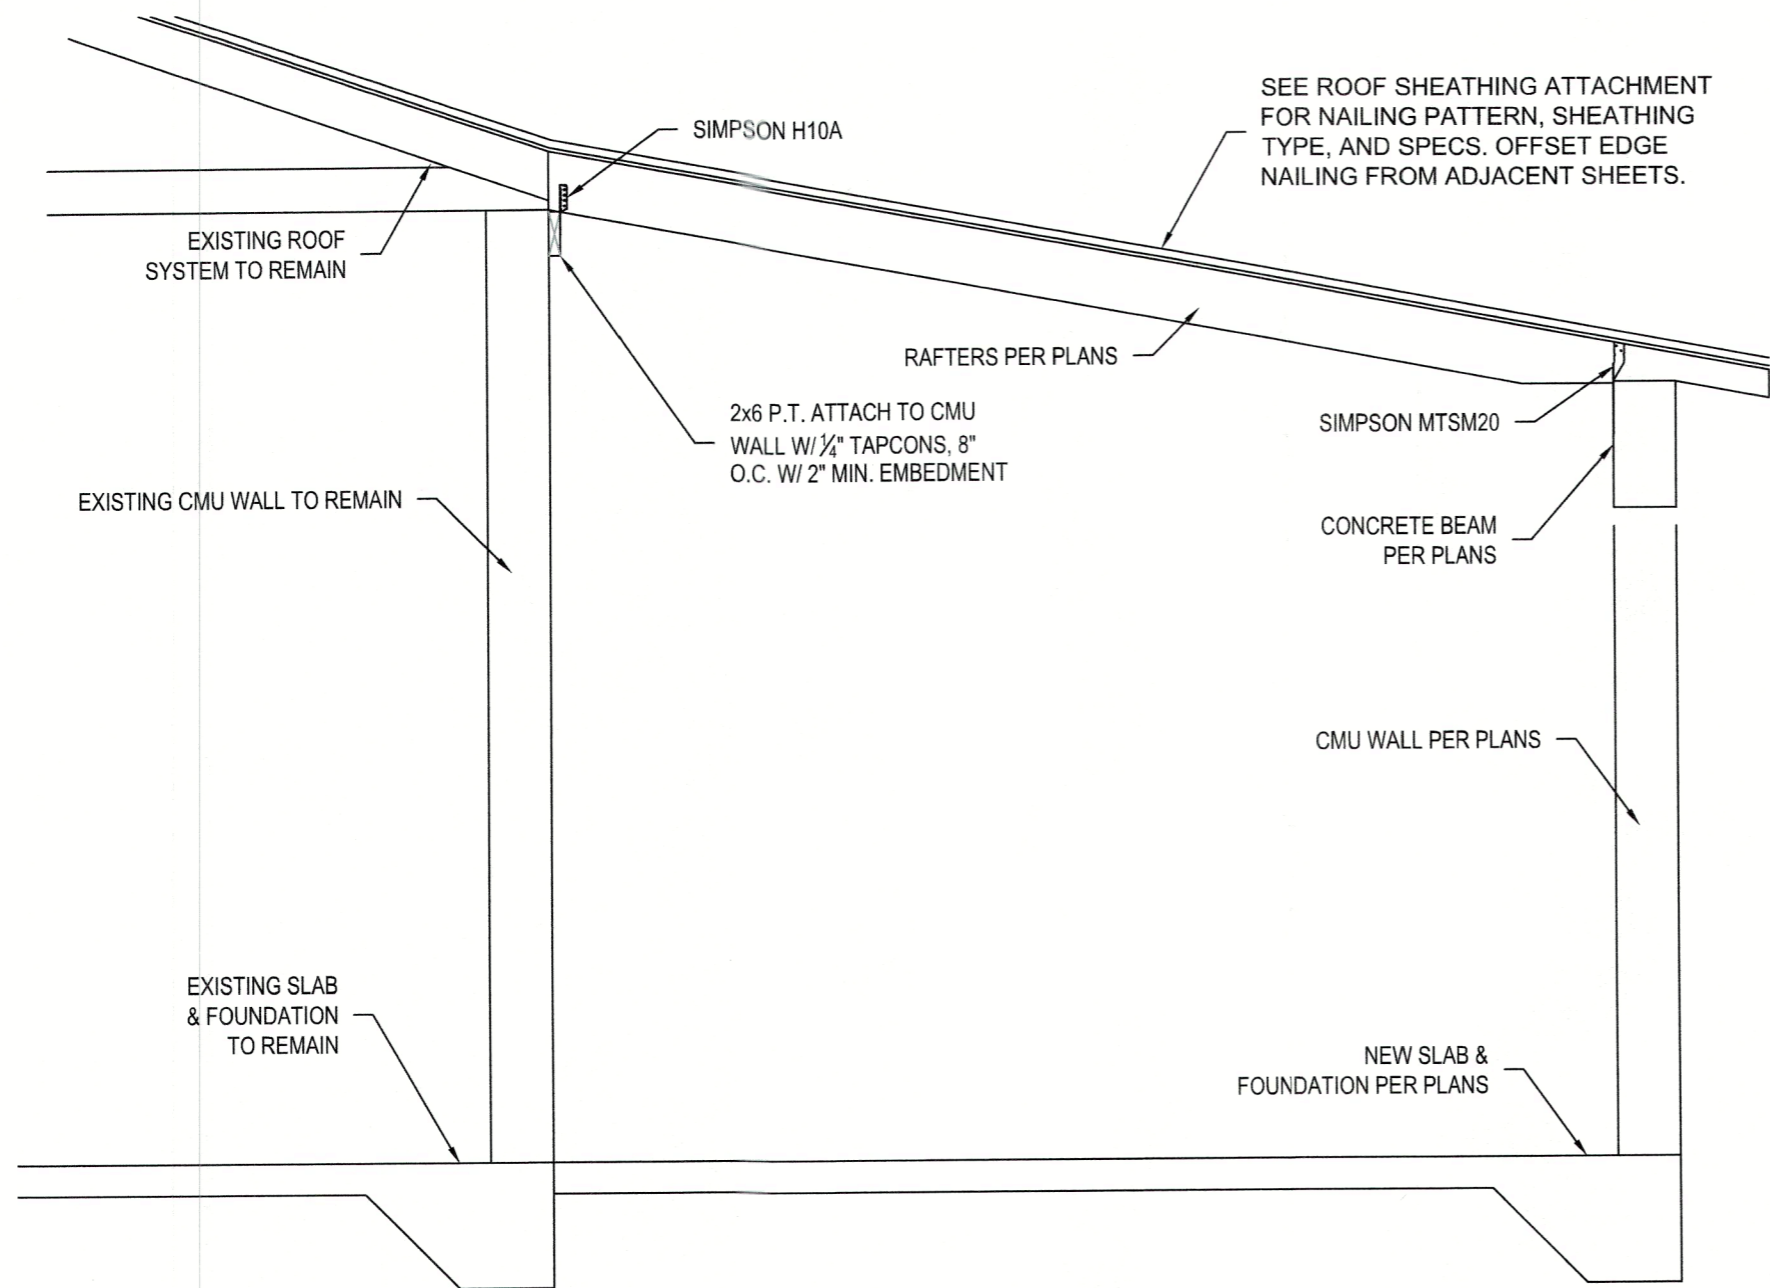 SEE ROOF SHEATHING ATTACHMENT
FOR NAILING PATTERN, SHEATHING
TYPE, AND SPECS. OFFSET EDGE
NAILING FROM ADJACENT SHEETS.
SIMPSON H10A
EXISTING ROOF
SYSTEM TO REMAIN
RAFTERS PER PLANS
2x6 P.T. ATTACH TO CMU
WALL W/ ¼" TAPCONS, 8"
O.C. W/ 2" MIN. EMBEDMENT
SIMPSON MTSM20
EXISTING CMU WALL TO REMAIN
CONCRETE BEAM
PER PLANS
CMU WALL PER PLANS
EXISTING SLAB
& FOUNDATION
TO REMAIN
NEW SLAB &
FOUNDATION PER PLANS